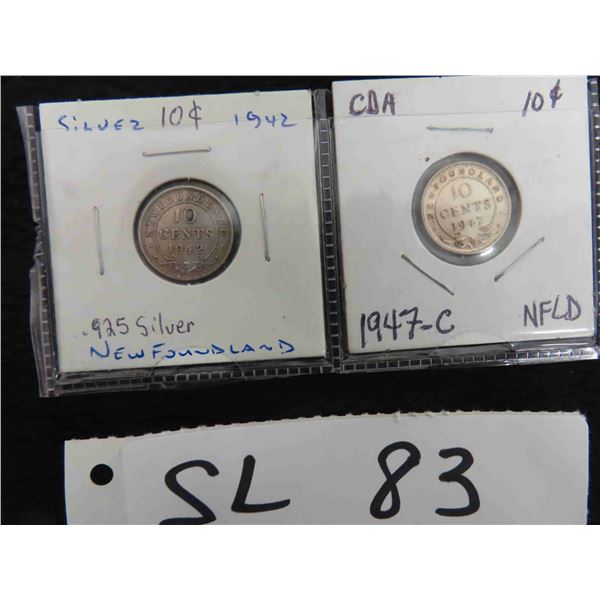 SILVER 10¢ 1942
NEWFOUNDLAND
10
CENTS
1942
.925 Silver
NEWFOUNDLAND
CDA 10¢
NEWFOUNDLAND
10
CENTS
1947
1947-C NFLD
SL 83